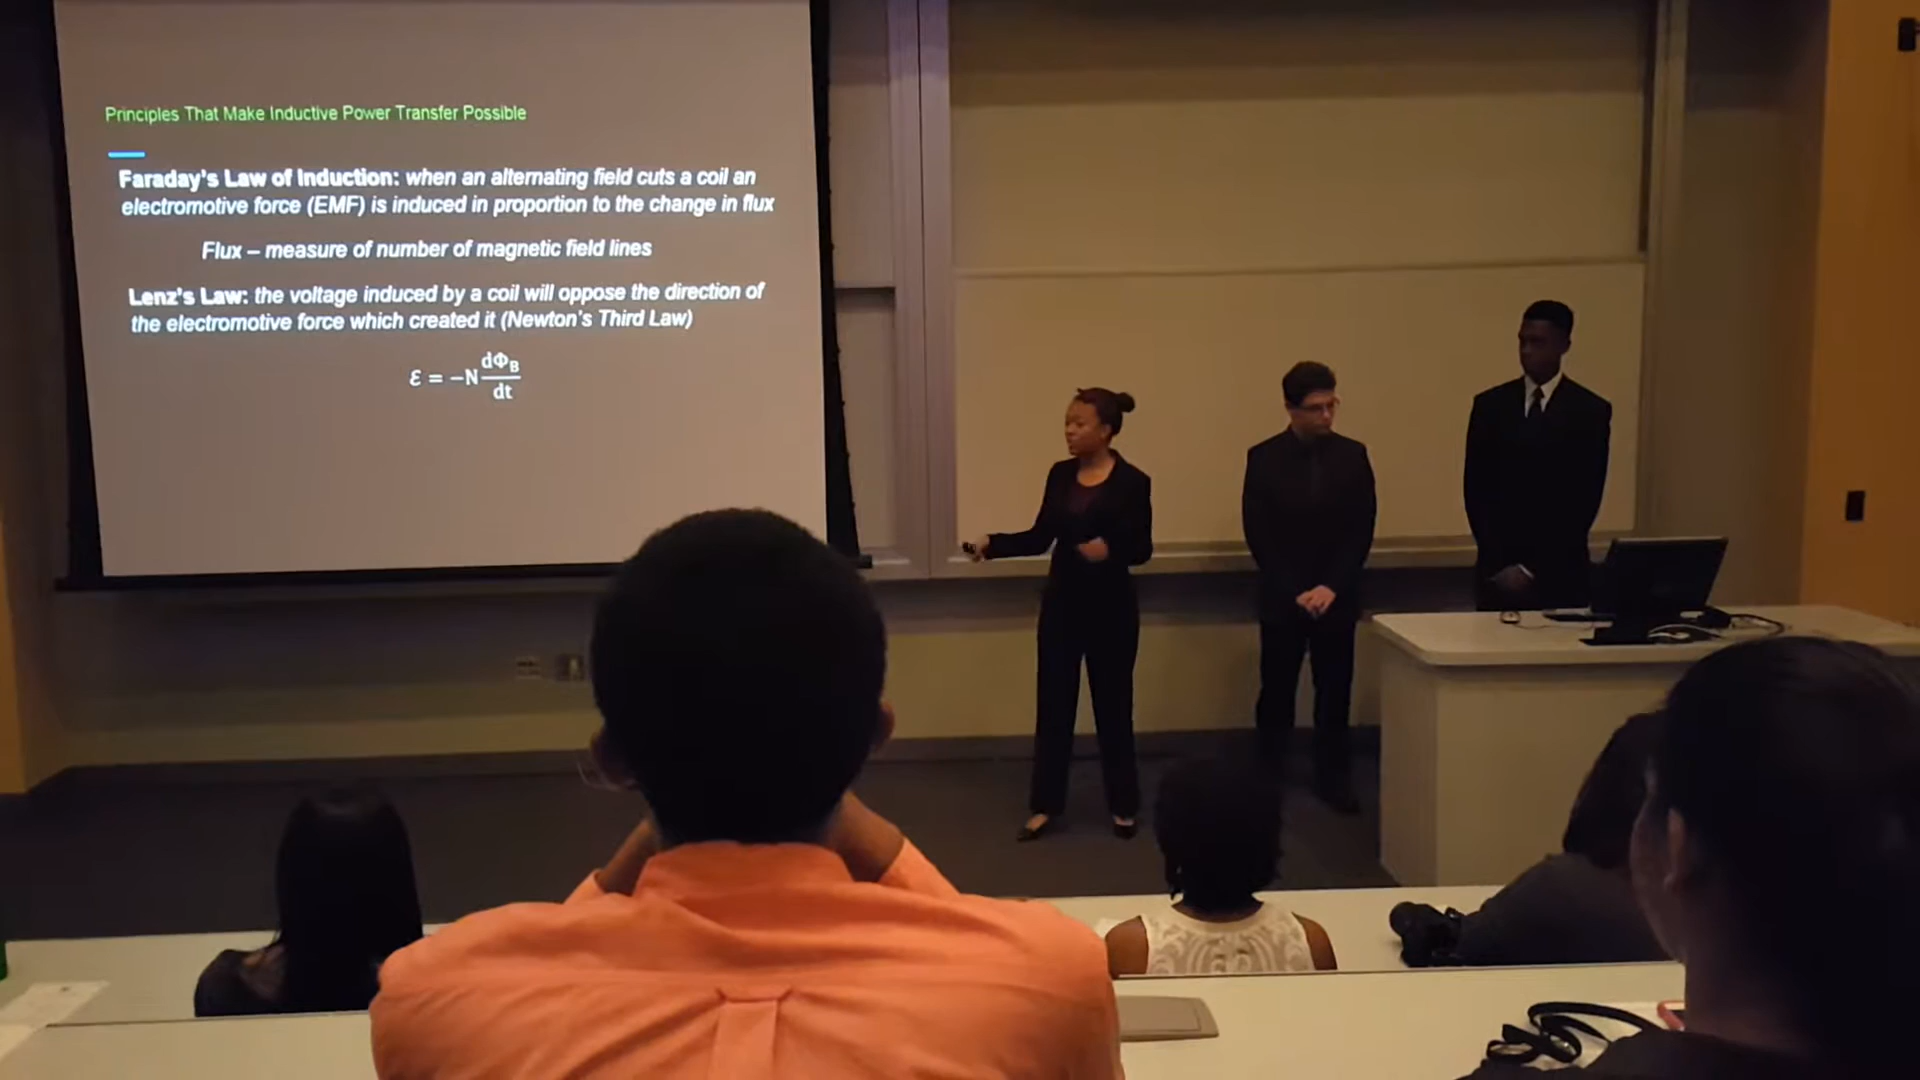 Principles That Make Inductive Power Transfer Possible
Faraday's Law of Induction: when an alternating field cuts a coil an
electromotive force (EMF) is induced in proportion to the change in flux
Flux – measure of number of magnetic field lines
Lenz's Law: the voltage induced by a coil will oppose the direction of
the electromotive force which created it (Newton's Third Law)
ℰ = −N dΦ_B/dt